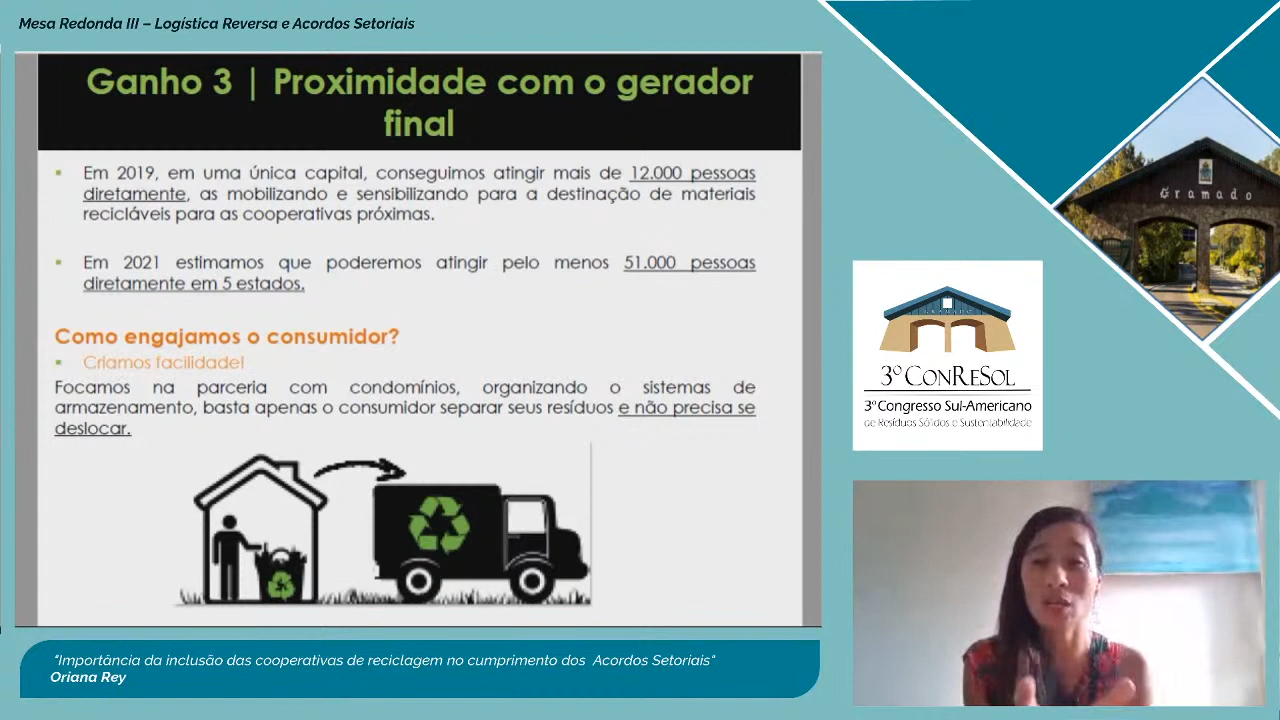 Mesa Redonda III – Logística Reversa e Acordos Setoriais
Ganho 3 | Proximidade com o gerador
final
▪ Em 2019, em uma única capital, conseguimos atingir mais de 12.000 pessoas
diretamente, as mobilizando e sensibilizando para a destinação de materiais
recicláveis para as cooperativas próximas.
▪ Em 2021 estimamos que poderemos atingir pelo menos 51.000 pessoas
diretamente em 5 estados.
Como engajamos o consumidor?
▪ Criamos facilidade!
Focamos na parceria com condomínios, organizando o sistemas de
armazenamento, basta apenas o consumidor separar seus resíduos e não precisa se
deslocar.
Gramado
GRAMADO
3º CONRESOL
3º Congresso Sul-Americano
de Resíduos Sólidos e Sustentabilidade
"Importância da inclusão das cooperativas de reciclagem no cumprimento dos Acordos Setoriais"
Oriana Rey